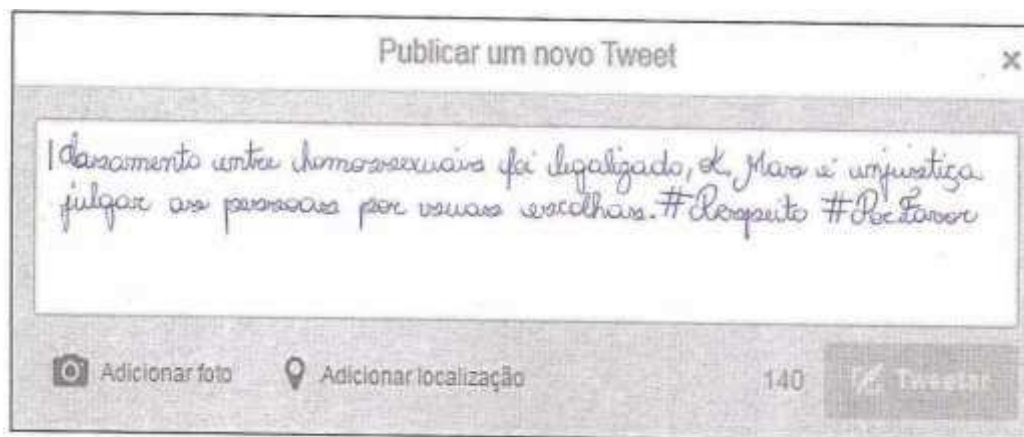 Publicar um novo Tweet ×
Casamento entre homossexuais foi legalizado, ok. Mas é injustiça
julgar as pessoas por suas escolhas. #Respeito #PorFavor
Adicionar foto Adicionar localização 140 Tweetar